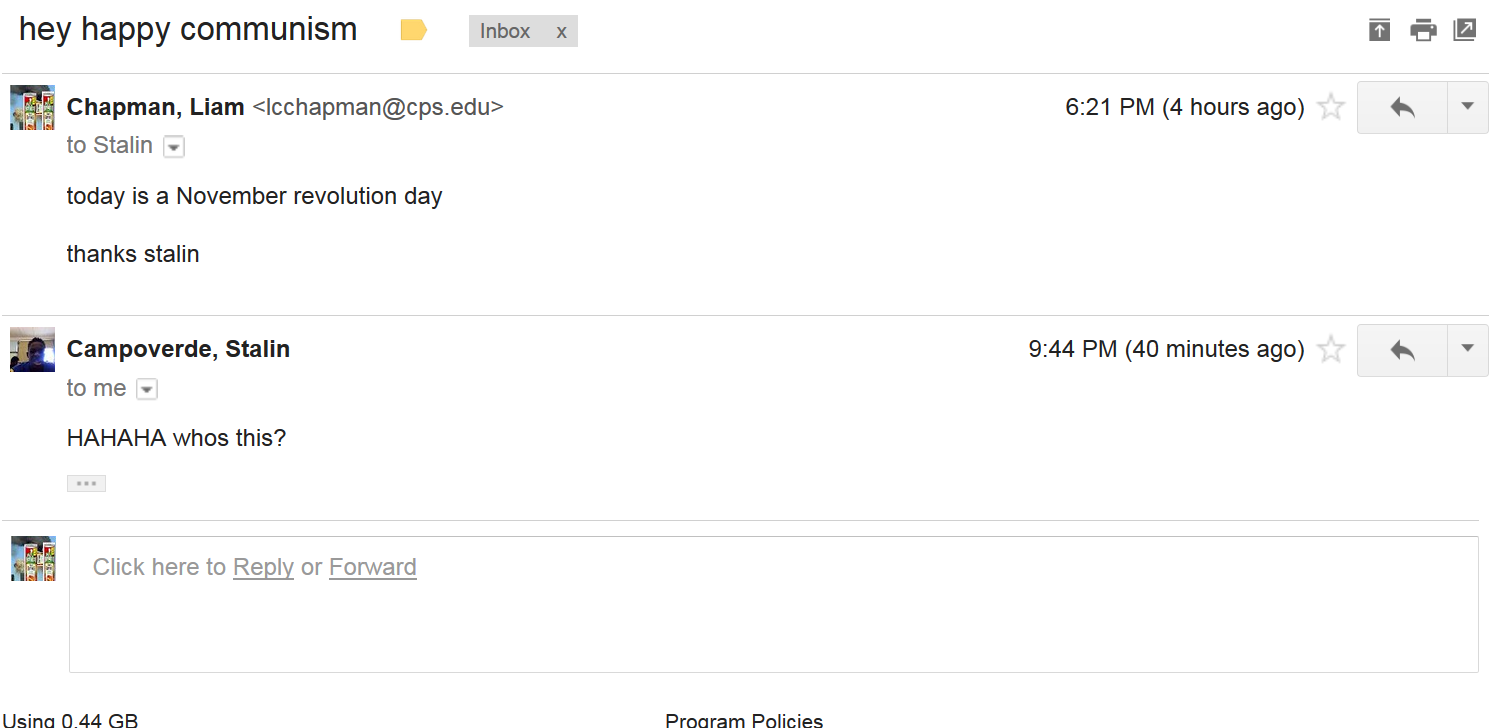 hey happy communism Inbox x
Chapman, Liam <lcchapman@cps.edu> 6:21 PM (4 hours ago)
to Stalin
today is a November revolution day
thanks stalin
Campoverde, Stalin 9:44 PM (40 minutes ago)
to me
HAHAHA whos this?
Click here to Reply or Forward
Using 0.44 GB Program Policies